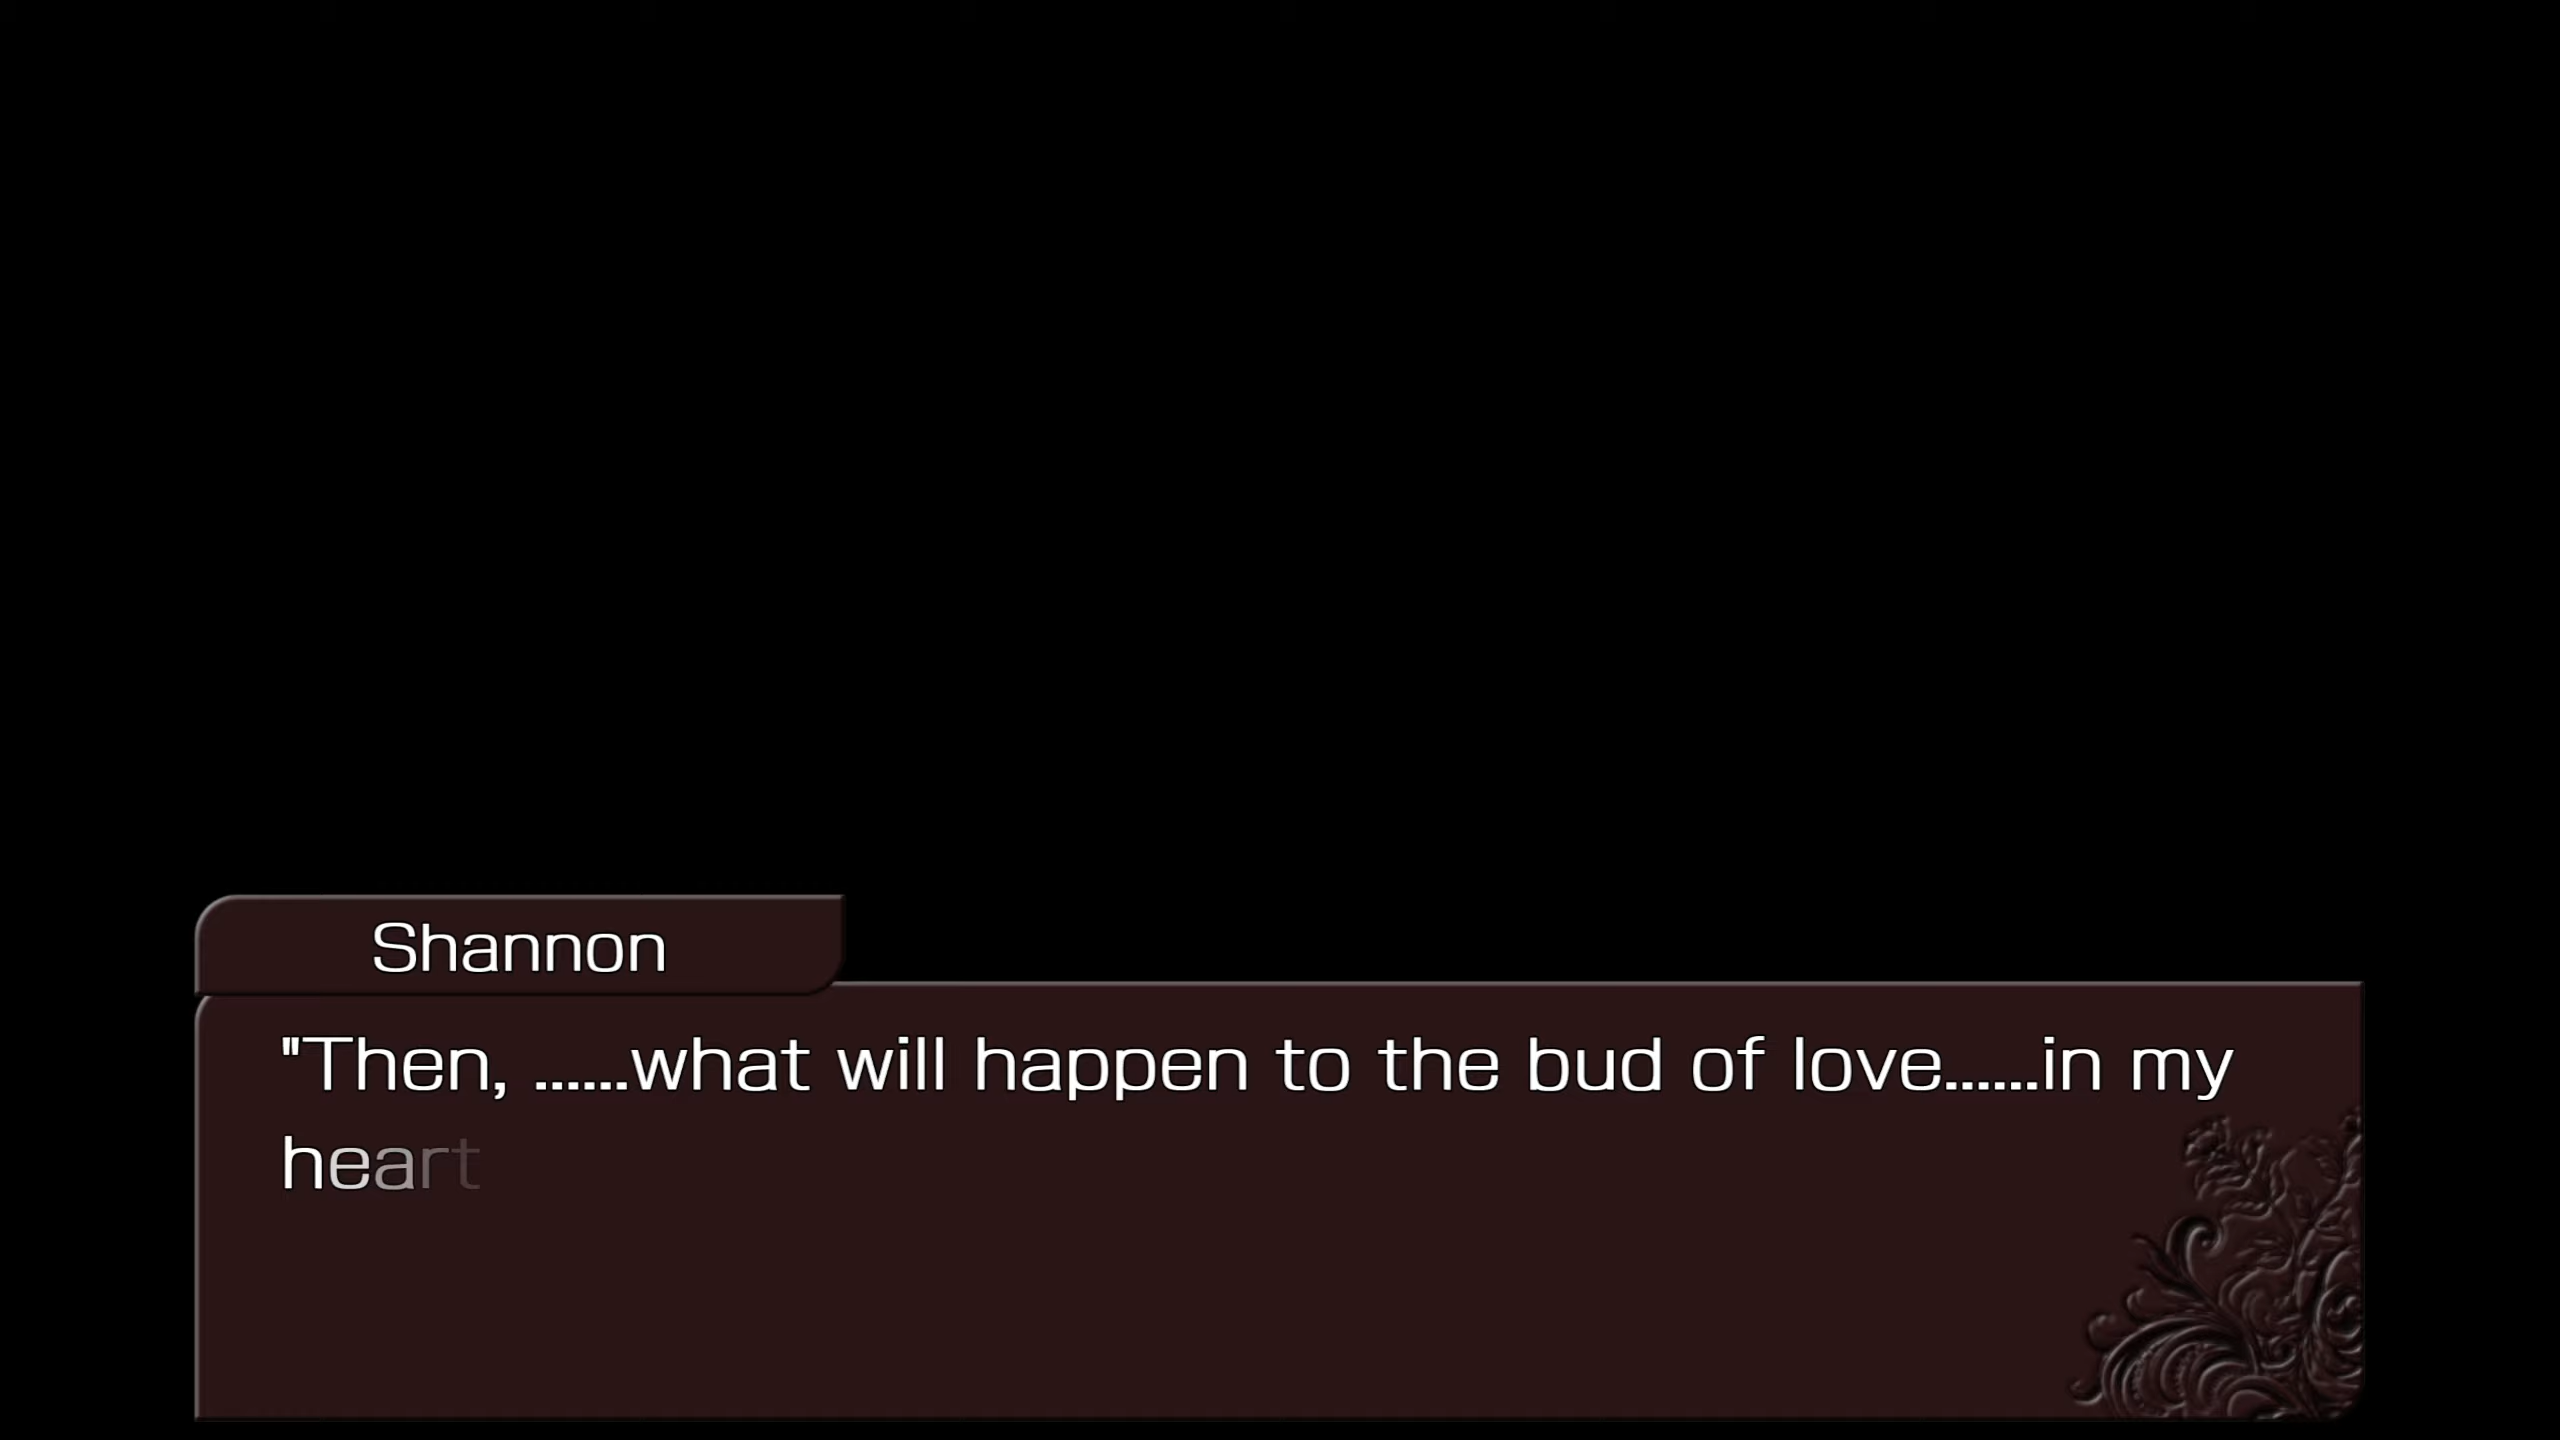 Shannon
"Then, ......what will happen to the bud of love......in my
heart